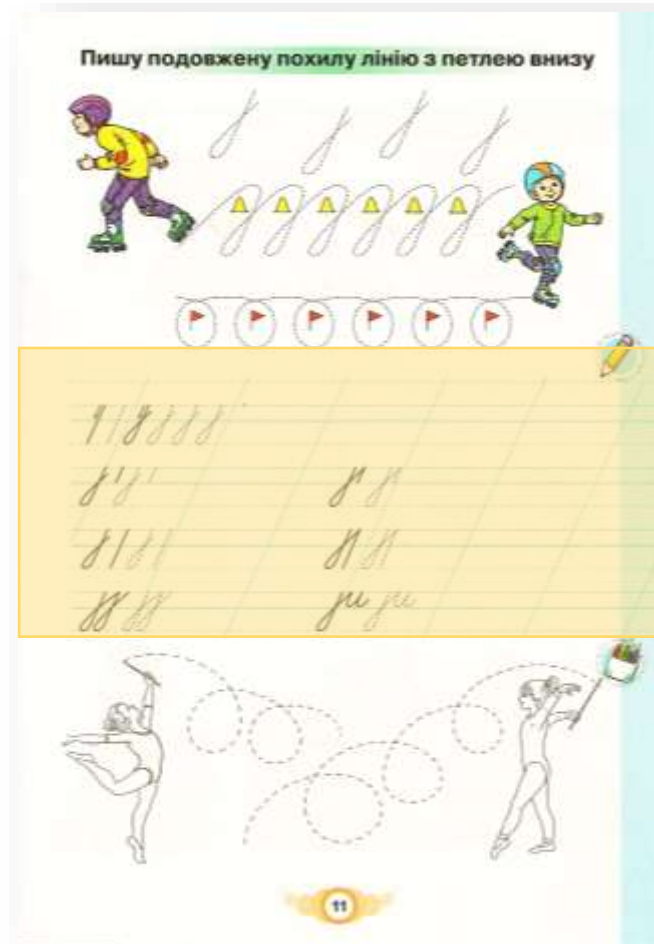 Пишу подовжену похилу лінію з петлею внизу
11